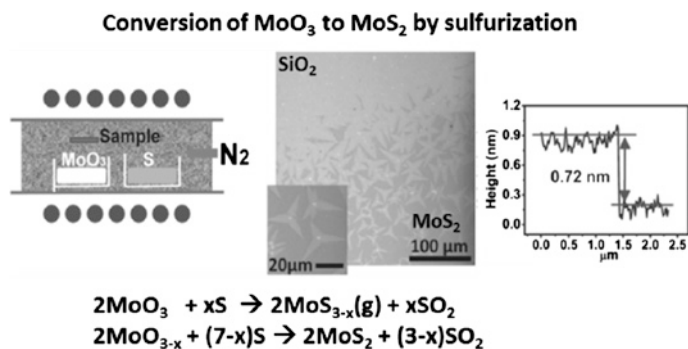 Conversion of MoO₃ to MoS₂ by sulfurization
SiO₂
Sample
MoO₃
S
N₂
MoS₂
100 μm
20μm
Height (nm)
1.2
0.9
0.6
0.3
0.0
0.72 nm
0.0 0.5 1.0 1.5 2.0 2.5
μm
2MoO₃ + xS → 2MoS₃₋ₓ(g) + xSO₂
2MoO₃₋ₓ + (7-x)S → 2MoS₂ + (3-x)SO₂